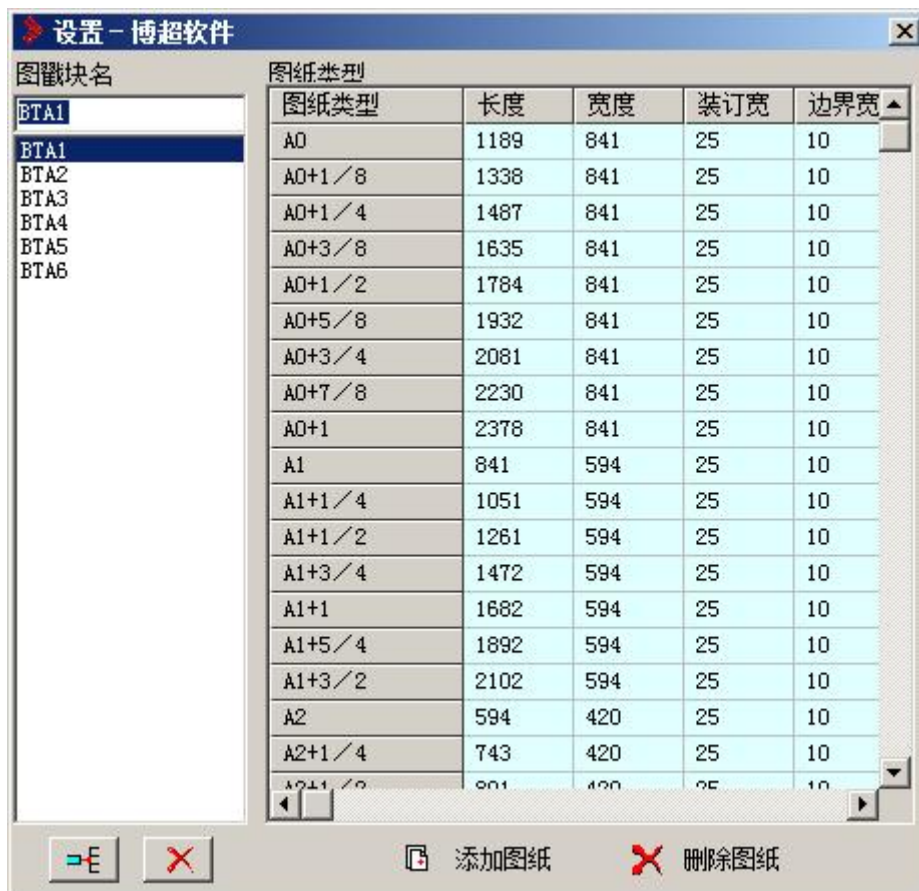 设置－博超软件
图戳块名
BTA1
BTA1
BTA2
BTA3
BTA4
BTA5
BTA6
图纸类型
图纸类型 长度 宽度 装订宽 边界宽
A0 1189 841 25 10
A0+1／8 1338 841 25 10
A0+1／4 1487 841 25 10
A0+3／8 1635 841 25 10
A0+1／2 1784 841 25 10
A0+5／8 1932 841 25 10
A0+3／4 2081 841 25 10
A0+7／8 2230 841 25 10
A0+1 2378 841 25 10
A1 841 594 25 10
A1+1／4 1051 594 25 10
A1+1／2 1261 594 25 10
A1+3／4 1472 594 25 10
A1+1 1682 594 25 10
A1+5／4 1892 594 25 10
A1+3／2 2102 594 25 10
A2 594 420 25 10
A2+1／4 743 420 25 10
添加图纸 删除图纸